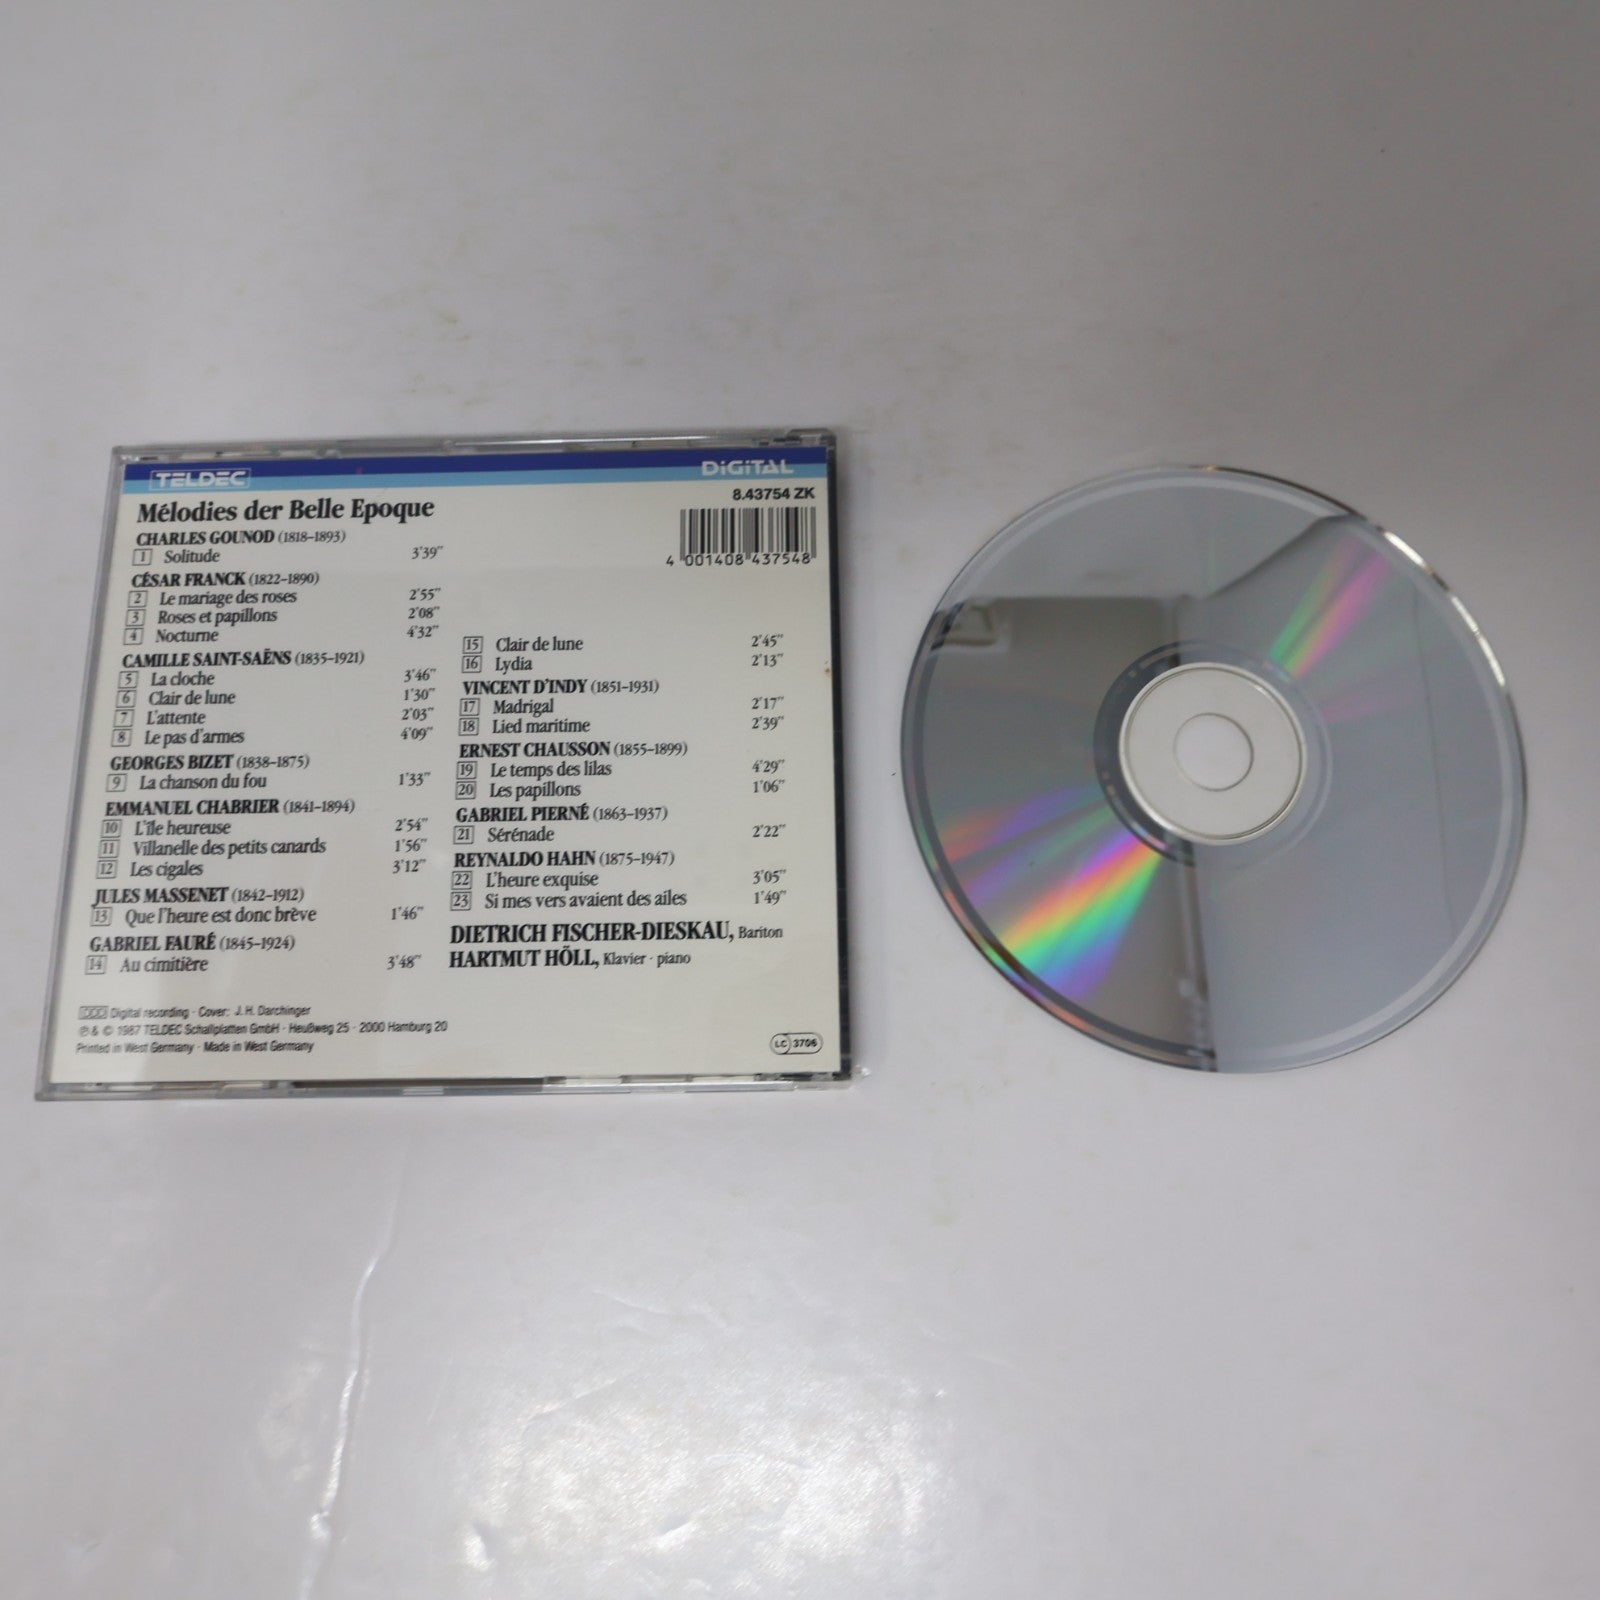 TELDEC
DIGITAL
8.43754 ZK
4 001408 437548
Mélodies der Belle Epoque
CHARLES GOUNOD (1818–1893)
1 Solitude 3'39"
CÉSAR FRANCK (1822–1890)
2 Le mariage des roses 2'55"
3 Roses et papillons 2'08"
4 Nocturne 4'32"
CAMILLE SAINT-SAËNS (1835–1921)
5 La cloche 3'46"
6 Clair de lune 1'30"
7 L'attente 2'03"
8 Le pas d'armes 4'09"
GEORGES BIZET (1838–1875)
9 La chanson du fou 1'33"
EMMANUEL CHABRIER (1841–1894)
10 L'île heureuse 2'54"
11 Villanelle des petits canards 1'56"
12 Les cigales 3'12"
JULES MASSENET (1842–1912)
13 Que l'heure est donc brève 1'46"
GABRIEL FAURÉ (1845–1924)
14 Au cimitière 3'48"
15 Clair de lune 2'45"
16 Lydia 2'13"
VINCENT D'INDY (1851–1931)
17 Madrigal 2'17"
18 Lied maritime 2'39"
ERNEST CHAUSSON (1855–1899)
19 Le temps des lilas 4'29"
20 Les papillons 1'06"
GABRIEL PIERNÉ (1863–1937)
21 Sérénade 2'22"
REYNALDO HAHN (1875–1947)
22 L'heure exquise 3'05"
23 Si mes vers avaient des ailes 1'49"
DIETRICH FISCHER-DIESKAU, Bariton
HARTMUT HÖLL, Klavier · piano
DDD Digital recording · Cover: J. H. Darchinger
℗ & © 1987 TELDEC Schallplatten GmbH · Heußweg 25 · 2000 Hamburg 20
Printed in West Germany · Made in West Germany
LC 3706